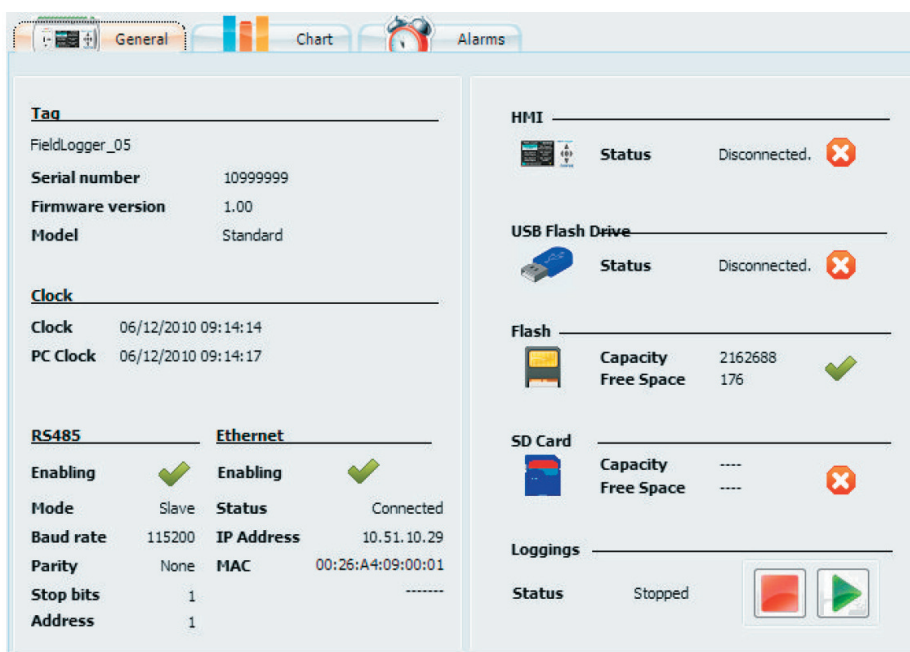 General Chart Alarms
Tag
FieldLogger_05
Serial number 10999999
Firmware version 1.00
Model Standard
Clock
Clock 06/12/2010 09:14:14
PC Clock 06/12/2010 09:14:17
RS485 Ethernet
Enabling Enabling
Mode Slave Status Connected
Baud rate 115200 IP Address 10.51.10.29
Parity None MAC 00:26:A4:09:00:01
Stop bits 1 -------
Address 1
HMI
Status Disconnected.
USB Flash Drive
Status Disconnected.
Flash
Capacity 2162688
Free Space 176
SD Card
Capacity ----
Free Space ----
Loggings
Status Stopped